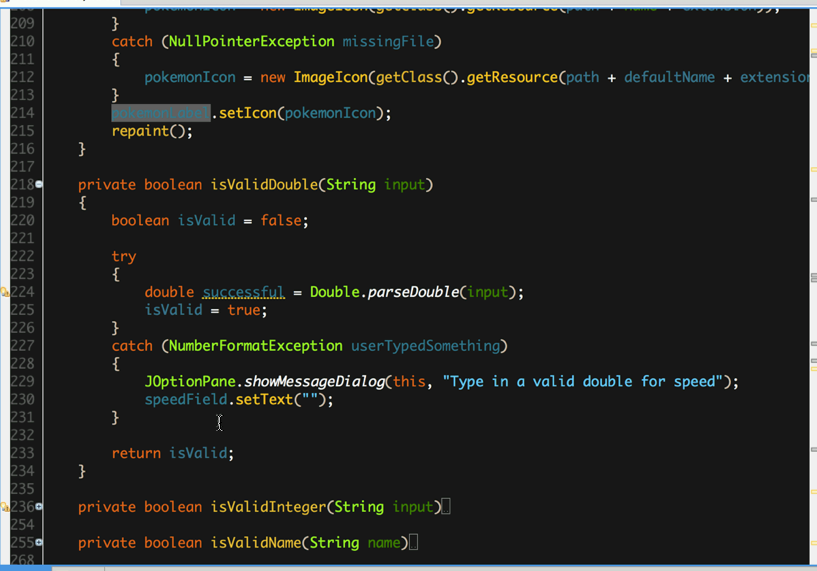 209 }
210 catch (NullPointerException missingFile)
211 {
212 pokemonIcon = new ImageIcon(getClass().getResource(path + defaultName + extension
213 }
214 pokemonLabel.setIcon(pokemonIcon);
215 repaint();
216 }
217
218 private boolean isValidDouble(String input)
219 {
220 boolean isValid = false;
221
222 try
223 {
224 double successful = Double.parseDouble(input);
225 isValid = true;
226 }
227 catch (NumberFormatException userTypedSomething)
228 {
229 JOptionPane.showMessageDialog(this, "Type in a valid double for speed");
230 speedField.setText("");
231 }
232
233 return isValid;
234 }
235
236 private boolean isValidInteger(String input)
254
255 private boolean isValidName(String name)
268